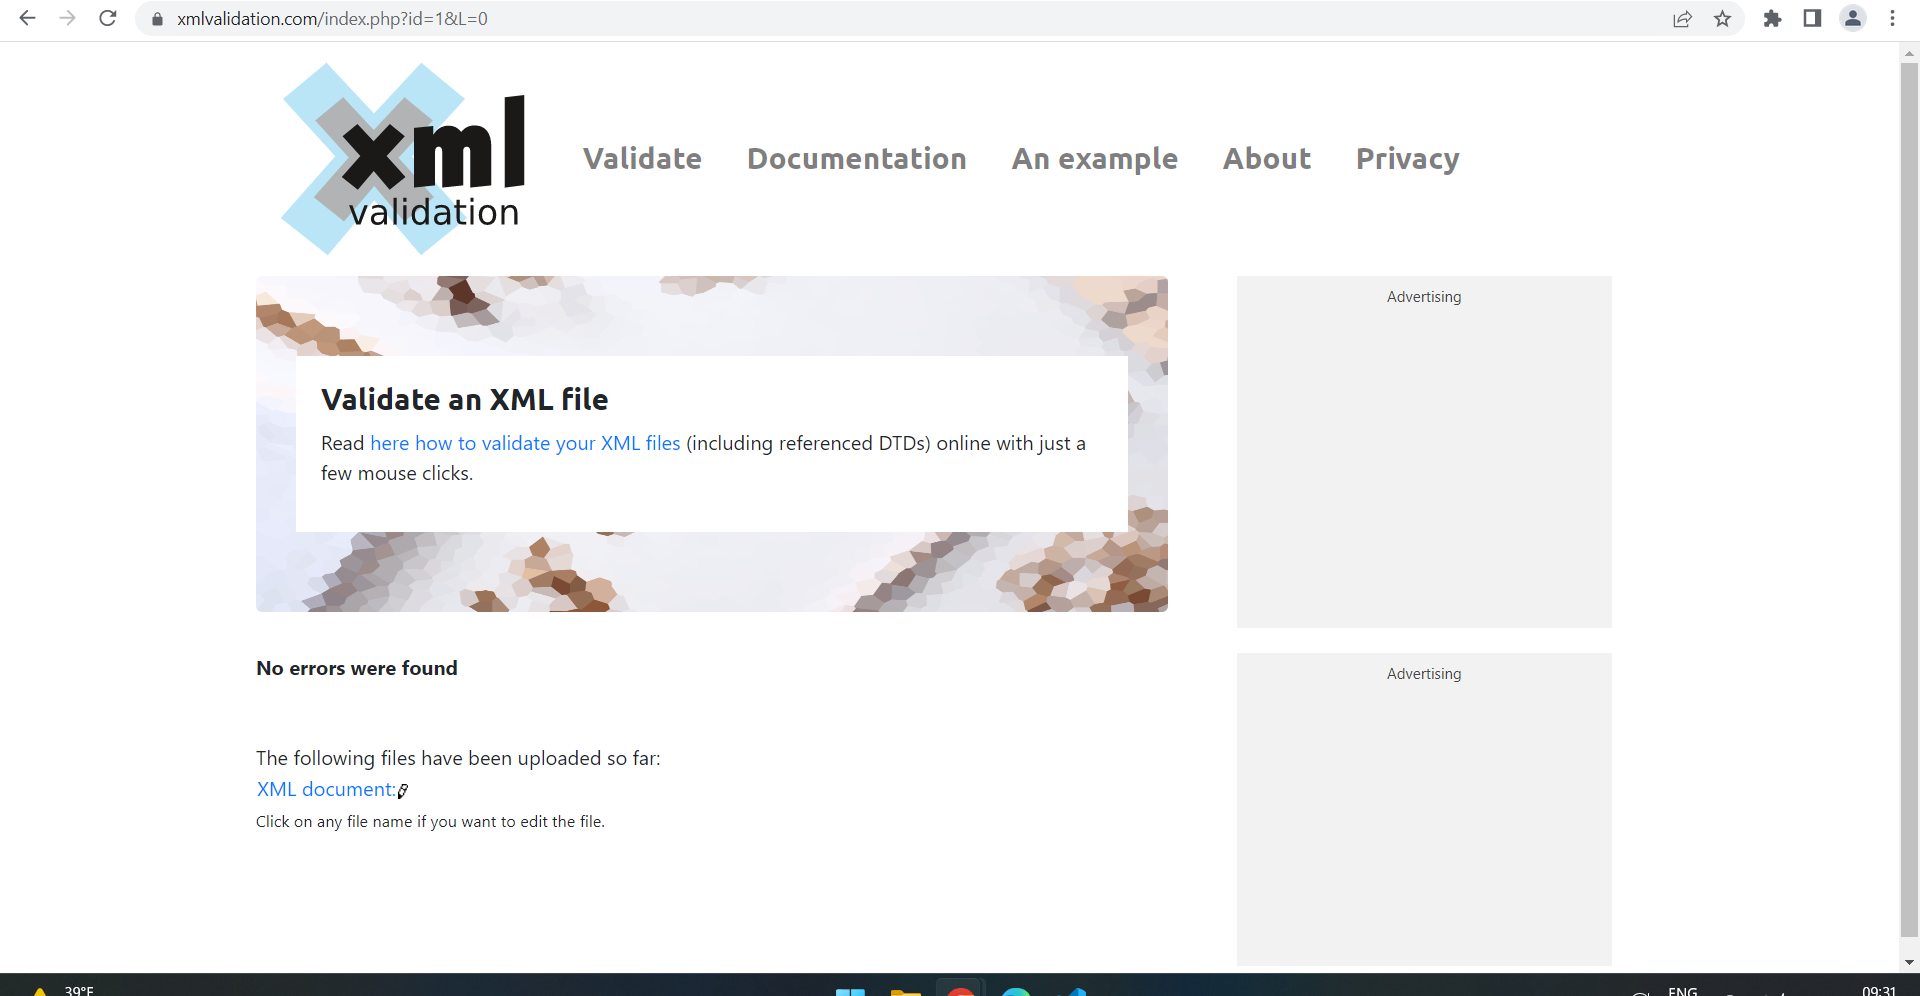 xmlvalidation.com/index.php?id=1&L=0
xml
validation
Validate
Documentation
An example
About
Privacy
Validate an XML file
Read here how to validate your XML files (including referenced DTDs) online with just a
few mouse clicks.
Advertising
No errors were found
Advertising
The following files have been uploaded so far:
XML document:
Click on any file name if you want to edit the file.
39°F
ENG
09:31